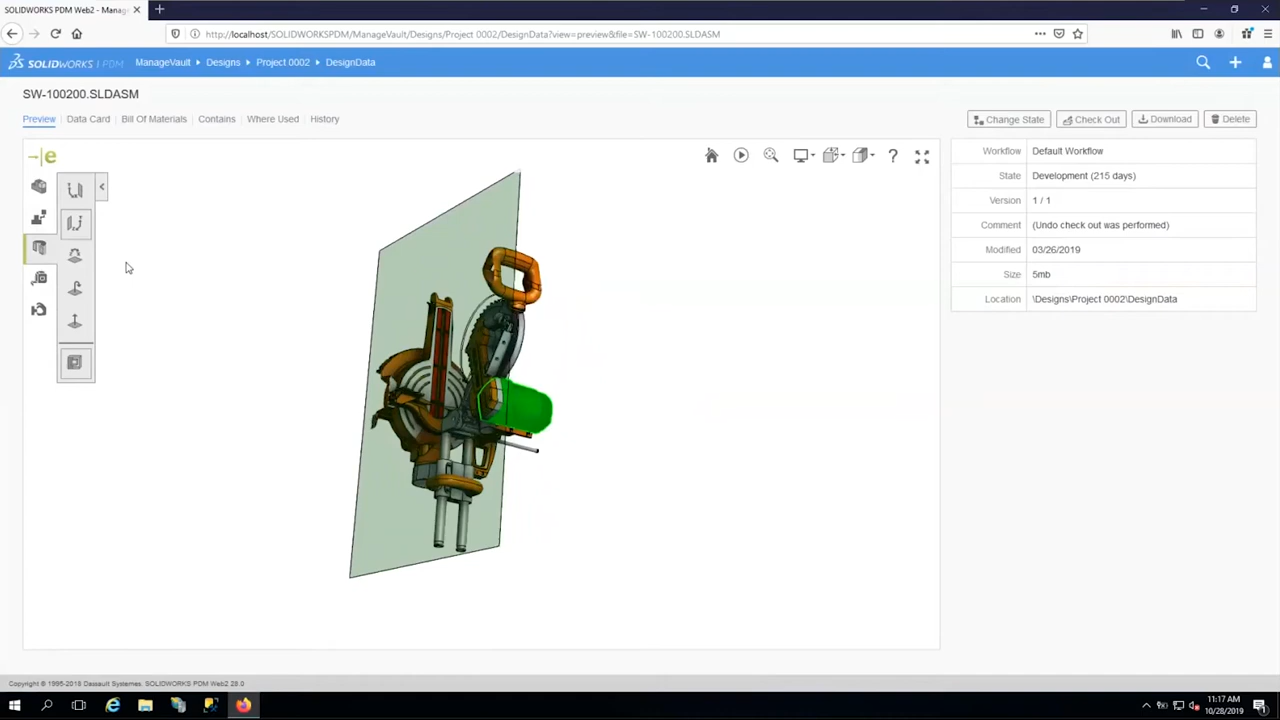 SOLIDWORKS PDM Web2 - Manag
http://localhost/SOLIDWORKSPDM/ManageVault/Designs/Project 0002/DesignData?view=preview&file=SW-100200.SLDASM
SOLIDWORKS | PDM ManageVault Designs Project 0002 DesignData
SW-100200.SLDASM
Preview Data Card Bill Of Materials Contains Where Used History
Change State Check Out Download Delete
Workflow Default Workflow
State Development (215 days)
Version 1 / 1
Comment (Undo check out was performed)
Modified 03/26/2019
Size 5mb
Location \Designs\Project 0002\DesignData
Copyright © 1995-2018 Dassault Systemes. SOLIDWORKS PDM Web2 28.0
11:17 AM
10/28/2019